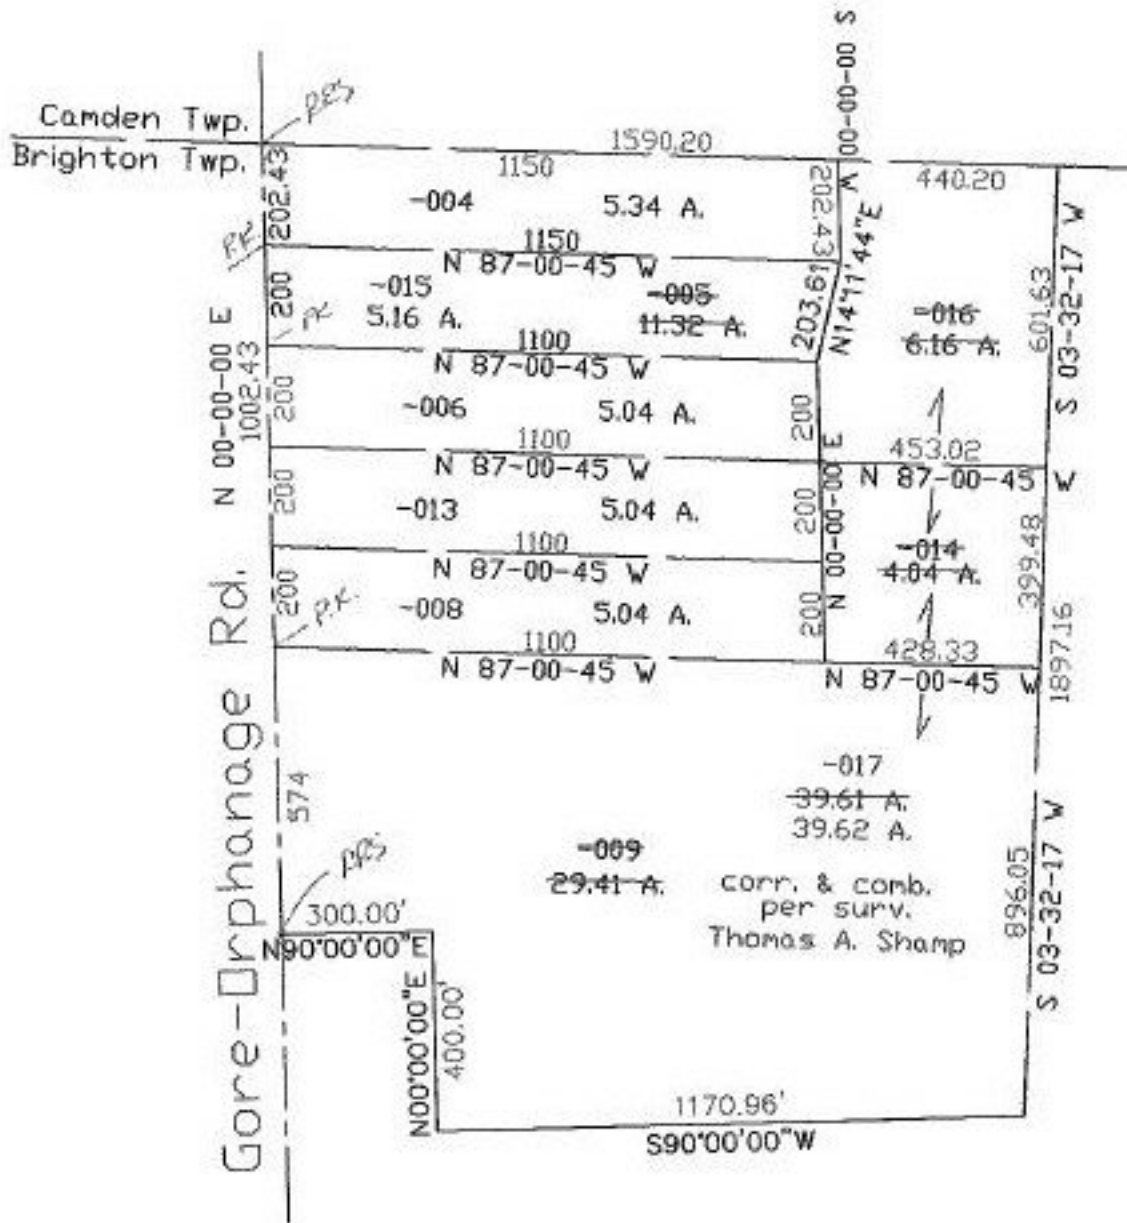 Camden Twp.
Brighton Twp.
RRS
1590.20
00-00-00 S
W
1150
440.20
202.43
-004
5.34 A.
202.43
P.K.
1150
N 87-00-45 W
N14°11'44"E
203.61
-015
5.16 A.
-005
11.32 A.
200
PK
1100
N 87-00-45 W
-016
6.16 A.
601.63
S 03-32-17 W
N 00-00-00 E
1002.43
200
-006
5.04 A.
200
1100
N 87-00-45 W
453.02
N 87-00-45 W
200
-013
5.04 A.
200
N 00-00-00 E
1100
N 87-00-45 W
-014
4.04 A.
399.48
200
-008
5.04 A.
200
P.K.
1100
N 87-00-45 W
428.33
N 87-00-45 W
1897.16
Gore-Orphanage Rd.
574
-017
39.61 A.
39.62 A.
-009
29.41 A.
corr. & comb.
per surv.
Thomas A. Shamp
896.05
S 03-32-17 W
RRS
300.00'
N90°00'00"E
N00°00'00"E
400.00'
1170.96'
S90°00'00"W